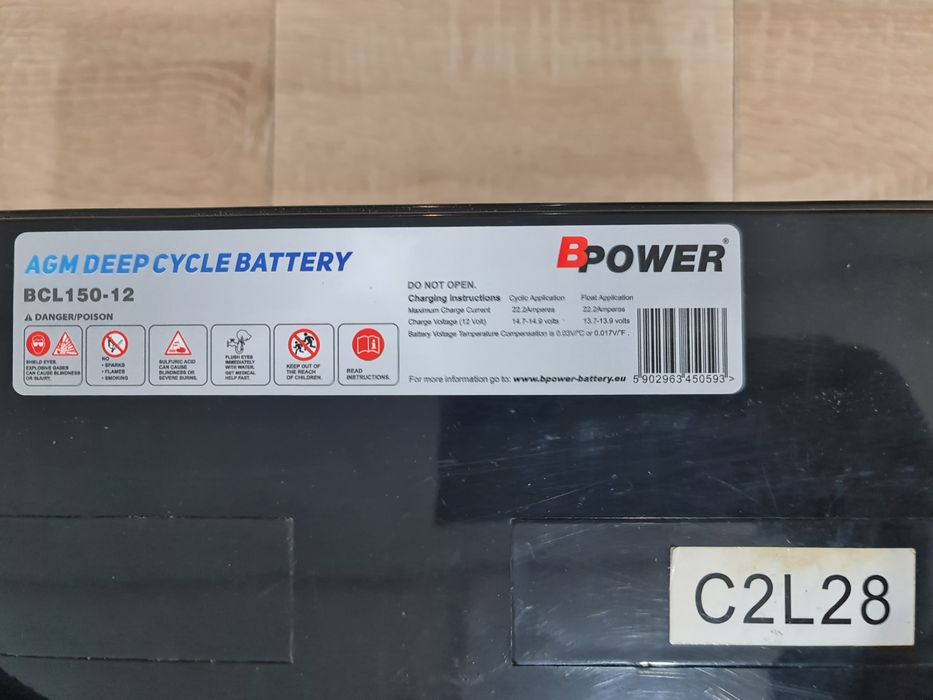 AGM DEEP CYCLE BATTERY
BCL150-12
BPOWER®
DO NOT OPEN.
Charging Instructions Cyclic Application Float Application
Maximum Charge Current 22.2Amperes 22.2Amperes
Charge Voltage (12 Volt) 14.7-14.9 volts 13.7-13.9 volts
Battery Voltage Temperature Compensation is 0.03V/°C or 0.017V/°F .
⚠ DANGER/POISON
SHIELD EYES.
EXPLOSIVE GASES
CAN CAUSE BLINDNESS
OR INJURY.
NO
• SPARKS
• FLAMES
• SMOKING
SULFURIC ACID
CAN CAUSE
BLINDNESS OR
SEVERE BURNS.
FLUSH EYES
IMMEDIATELY
WITH WATER.
GET MEDICAL
HELP FAST.
KEEP OUT OF
THE REACH
OF CHILDREN.
READ
INSTRUCTIONS.
For more information go to: www.bpower-battery.eu
5 902963 450593 >
C2L28